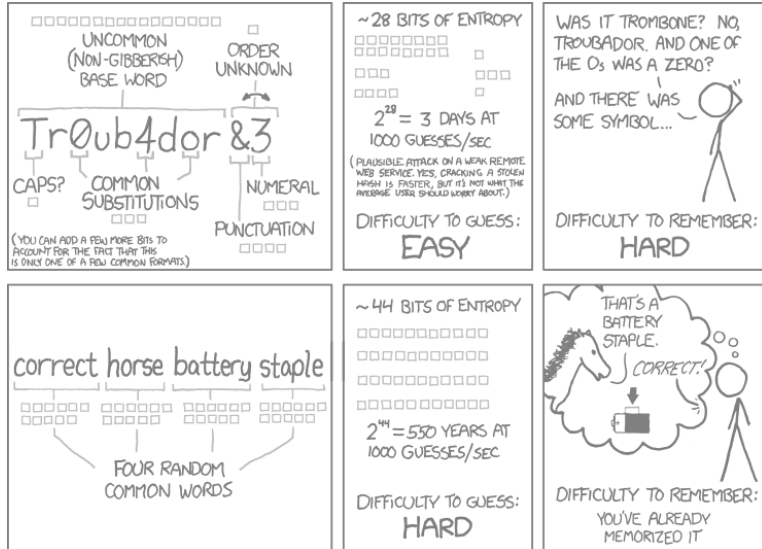 UNCOMMON
(NON-GIBBERISH)
BASE WORD
ORDER
UNKNOWN
Tr0ub4dor &3
CAPS?
COMMON
SUBSTITUTIONS
NUMERAL
PUNCTUATION
(YOU CAN ADD A FEW MORE BITS TO
ACCOUNT FOR THE FACT THAT THIS
IS ONLY ONE OF A FEW COMMON FORMATS.)
~28 BITS OF ENTROPY
2^28 = 3 DAYS AT
1000 GUESSES/SEC
(PLAUSIBLE ATTACK ON A WEAK REMOTE
WEB SERVICE. YES, CRACKING A STOLEN
HASH IS FASTER, BUT IT'S NOT WHAT THE
AVERAGE USER SHOULD WORRY ABOUT.)
DIFFICULTY TO GUESS:
EASY
WAS IT TROMBONE? NO,
TROUBADOR. AND ONE OF
THE Os WAS A ZERO?
AND THERE WAS
SOME SYMBOL...
DIFFICULTY TO REMEMBER:
HARD
correct horse battery staple
FOUR RANDOM
COMMON WORDS
~44 BITS OF ENTROPY
2^44 = 550 YEARS AT
1000 GUESSES/SEC
DIFFICULTY TO GUESS:
HARD
THAT'S A
BATTERY
STAPLE.
CORRECT!
DIFFICULTY TO REMEMBER:
YOU'VE ALREADY
MEMORIZED IT